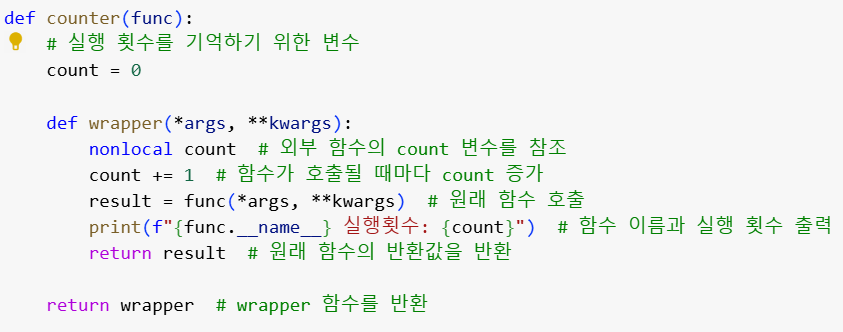 def counter(func):
    # 실행 횟수를 기억하기 위한 변수
    count = 0

    def wrapper(*args, **kwargs):
        nonlocal count  # 외부 함수의 count 변수를 참조
        count += 1  # 함수가 호출될 때마다 count 증가
        result = func(*args, **kwargs)  # 원래 함수 호출
        print(f"{func.__name__} 실행횟수: {count}")  # 함수 이름과 실행 횟수 출력
        return result  # 원래 함수의 반환값을 반환

    return wrapper  # wrapper 함수를 반환